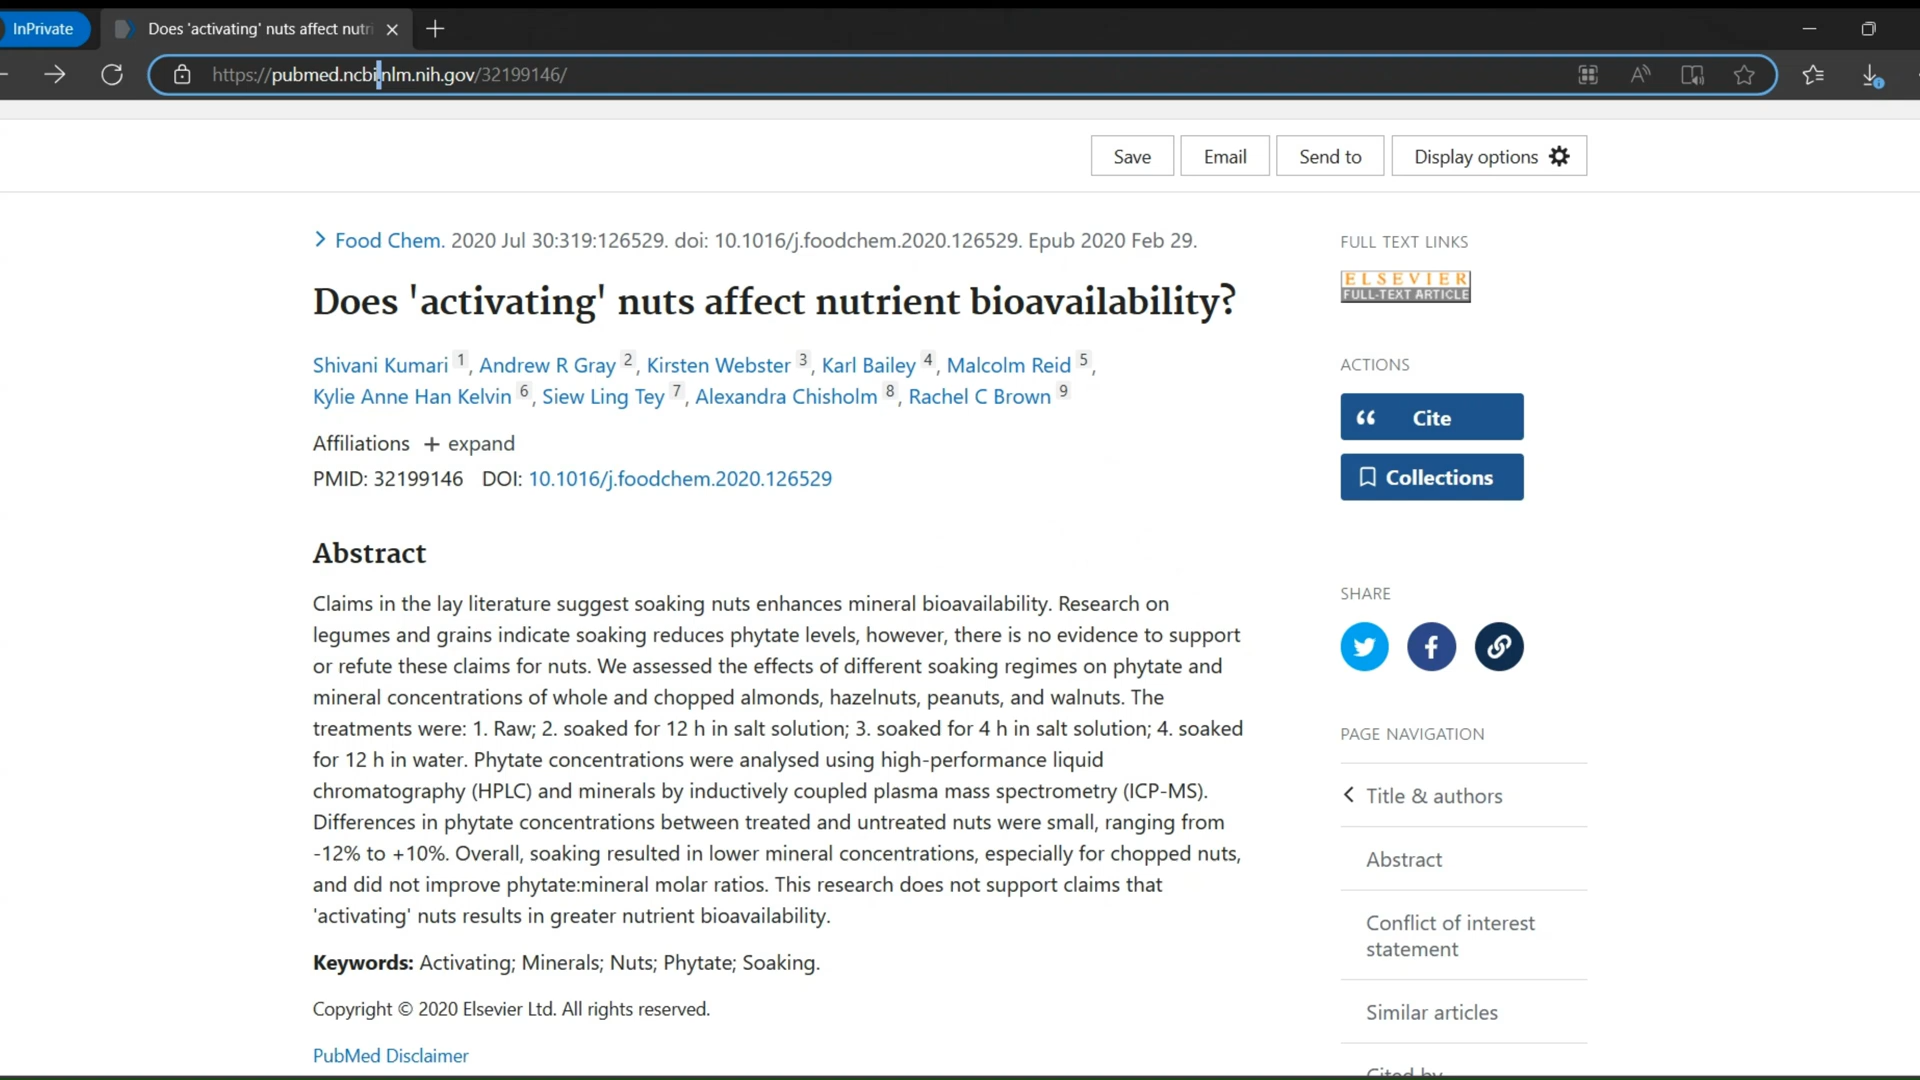 InPrivate
Does 'activating' nuts affect nutri
https://pubmed.ncbi.nlm.nih.gov/32199146/
Save
Email
Send to
Display options
Food Chem. 2020 Jul 30:319:126529. doi: 10.1016/j.foodchem.2020.126529. Epub 2020 Feb 29.
Does 'activating' nuts affect nutrient bioavailability?
Shivani Kumari 1, Andrew R Gray 2, Kirsten Webster 3, Karl Bailey 4, Malcolm Reid 5,
Kylie Anne Han Kelvin 6, Siew Ling Tey 7, Alexandra Chisholm 8, Rachel C Brown 9
Affiliations + expand
PMID: 32199146 DOI: 10.1016/j.foodchem.2020.126529
Abstract
Claims in the lay literature suggest soaking nuts enhances mineral bioavailability. Research on
legumes and grains indicate soaking reduces phytate levels, however, there is no evidence to support
or refute these claims for nuts. We assessed the effects of different soaking regimes on phytate and
mineral concentrations of whole and chopped almonds, hazelnuts, peanuts, and walnuts. The
treatments were: 1. Raw; 2. soaked for 12 h in salt solution; 3. soaked for 4 h in salt solution; 4. soaked
for 12 h in water. Phytate concentrations were analysed using high-performance liquid
chromatography (HPLC) and minerals by inductively coupled plasma mass spectrometry (ICP-MS).
Differences in phytate concentrations between treated and untreated nuts were small, ranging from
-12% to +10%. Overall, soaking resulted in lower mineral concentrations, especially for chopped nuts,
and did not improve phytate:mineral molar ratios. This research does not support claims that
'activating' nuts results in greater nutrient bioavailability.
Keywords: Activating; Minerals; Nuts; Phytate; Soaking.
Copyright © 2020 Elsevier Ltd. All rights reserved.
PubMed Disclaimer
FULL TEXT LINKS
ELSEVIER
FULL-TEXT ARTICLE
ACTIONS
Cite
Collections
SHARE
PAGE NAVIGATION
Title & authors
Abstract
Conflict of interest
statement
Similar articles
Cited by